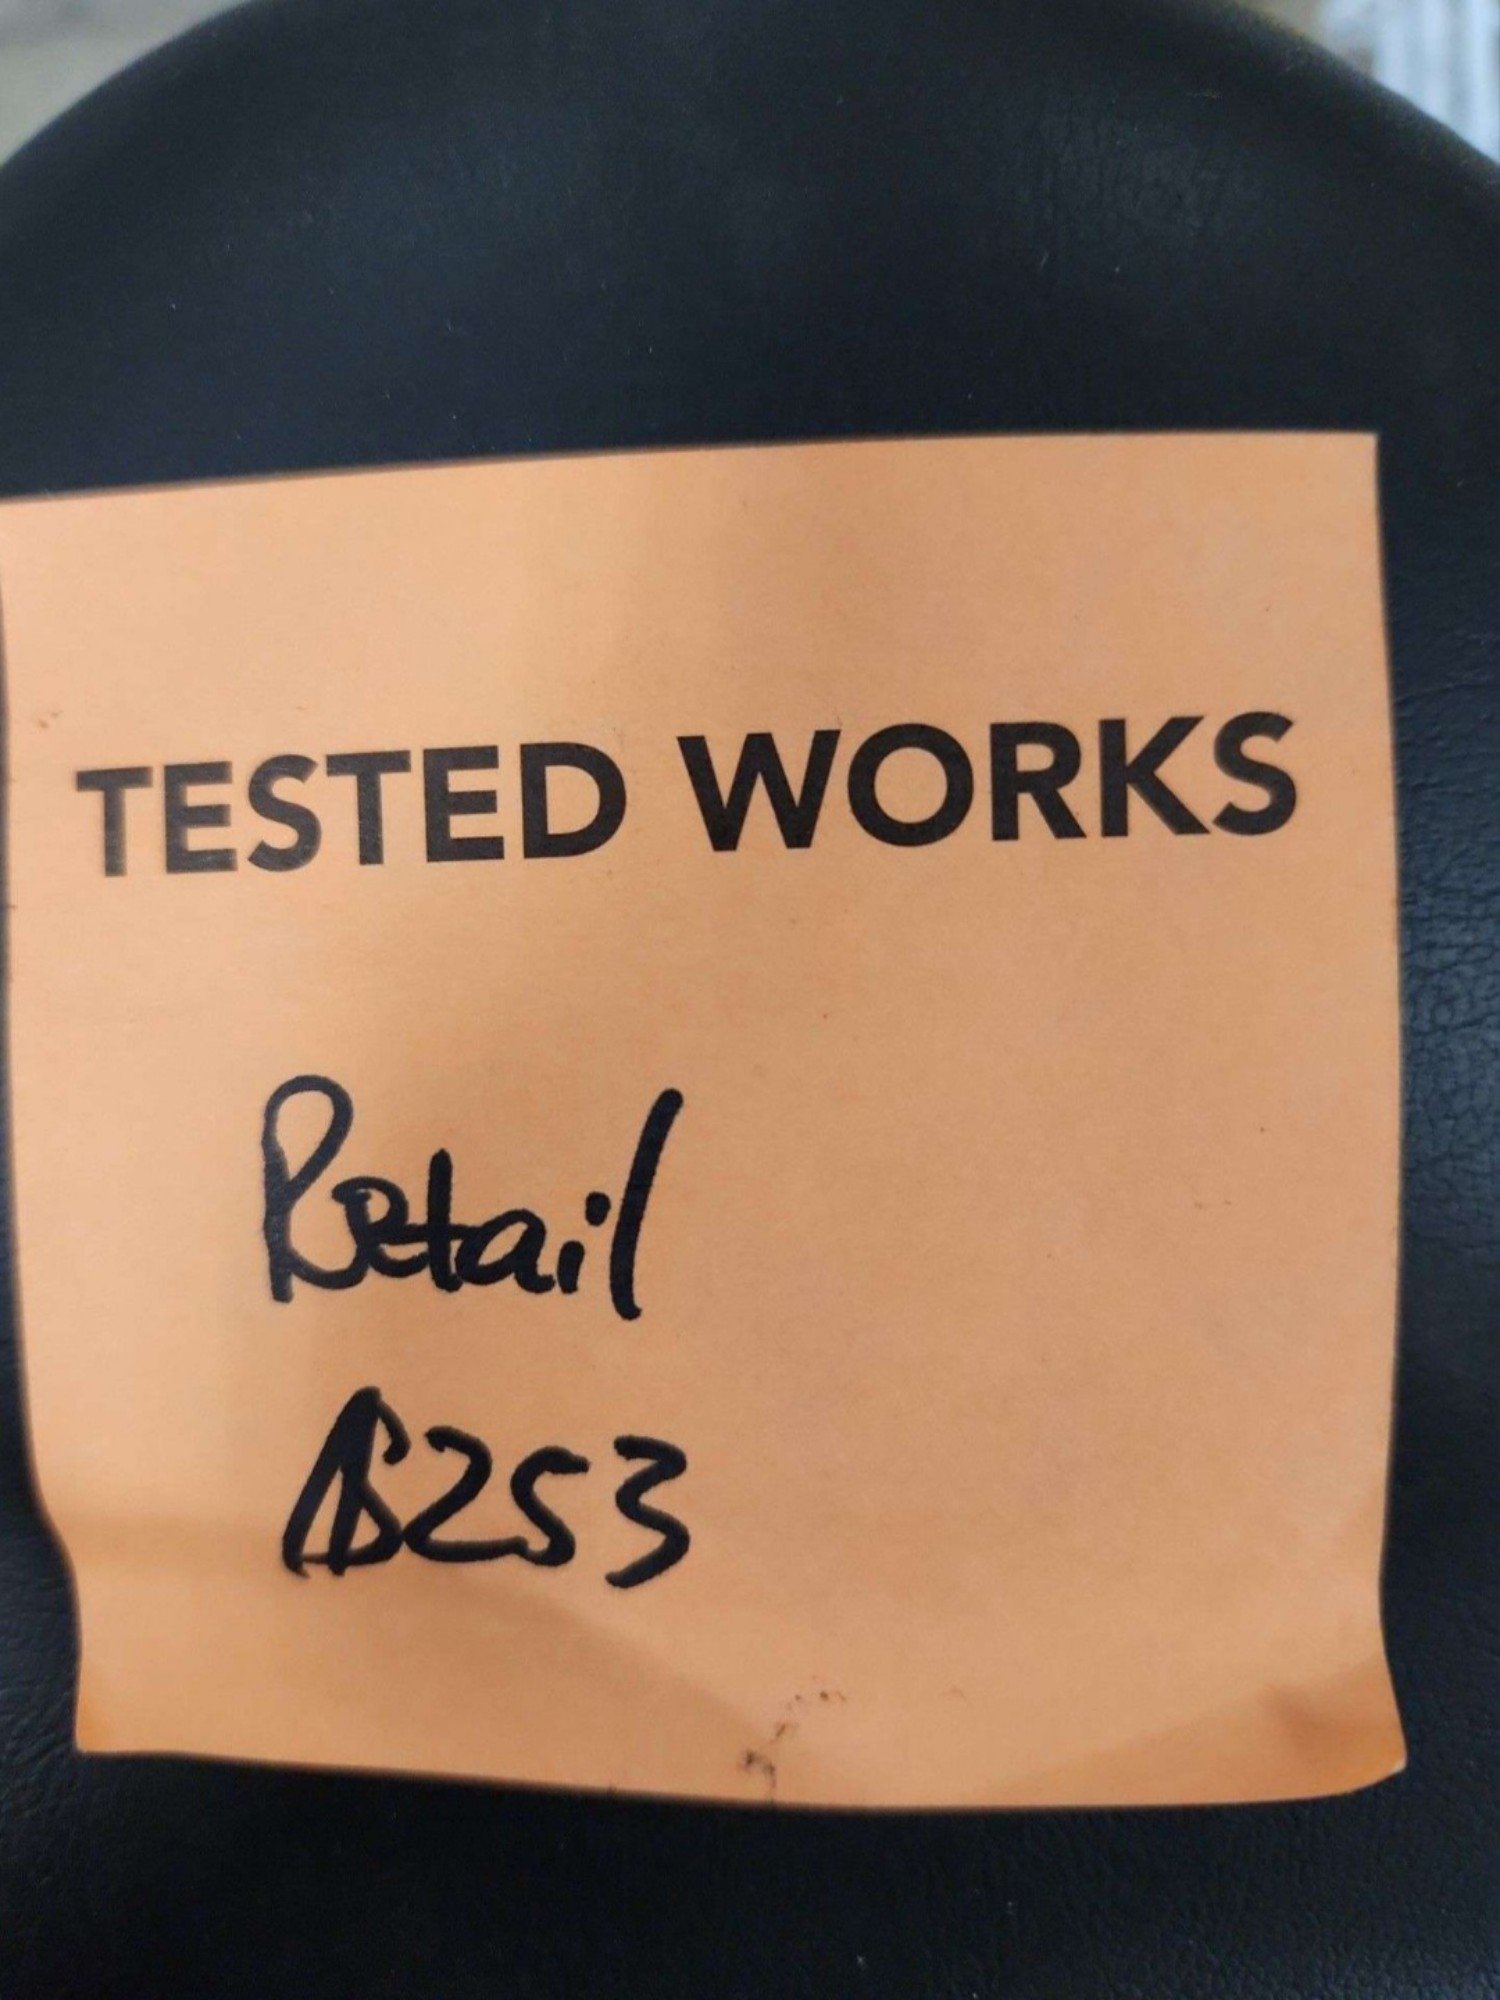 TESTED WORKS
Retail
$253